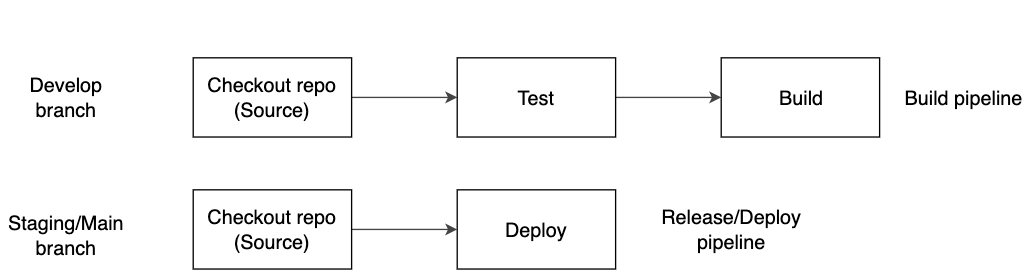 Develop
branch
Checkout repo
(Source)
Test
Build
Build pipeline
Staging/Main
branch
Checkout repo
(Source)
Deploy
Release/Deploy
pipeline